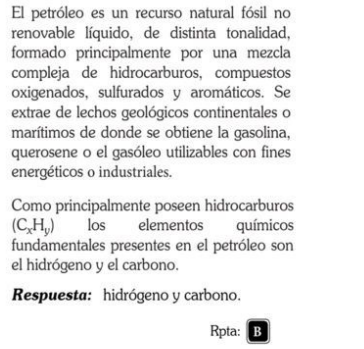 El petróleo es un recurso natural fósil no
renovable líquido, de distinta tonalidad,
formado principalmente por una mezcla
compleja de hidrocarburos, compuestos
oxigenados, sulfurados y aromáticos. Se
extrae de lechos geológicos continentales o
marítimos de donde se obtiene la gasolina,
querosene o el gasóleo utilizables con fines
energéticos o industriales.
Como principalmente poseen hidrocarburos
(CxHy) los elementos químicos
fundamentales presentes en el petróleo son
el hidrógeno y el carbono.
Respuesta: hidrógeno y carbono.
Rpta: B